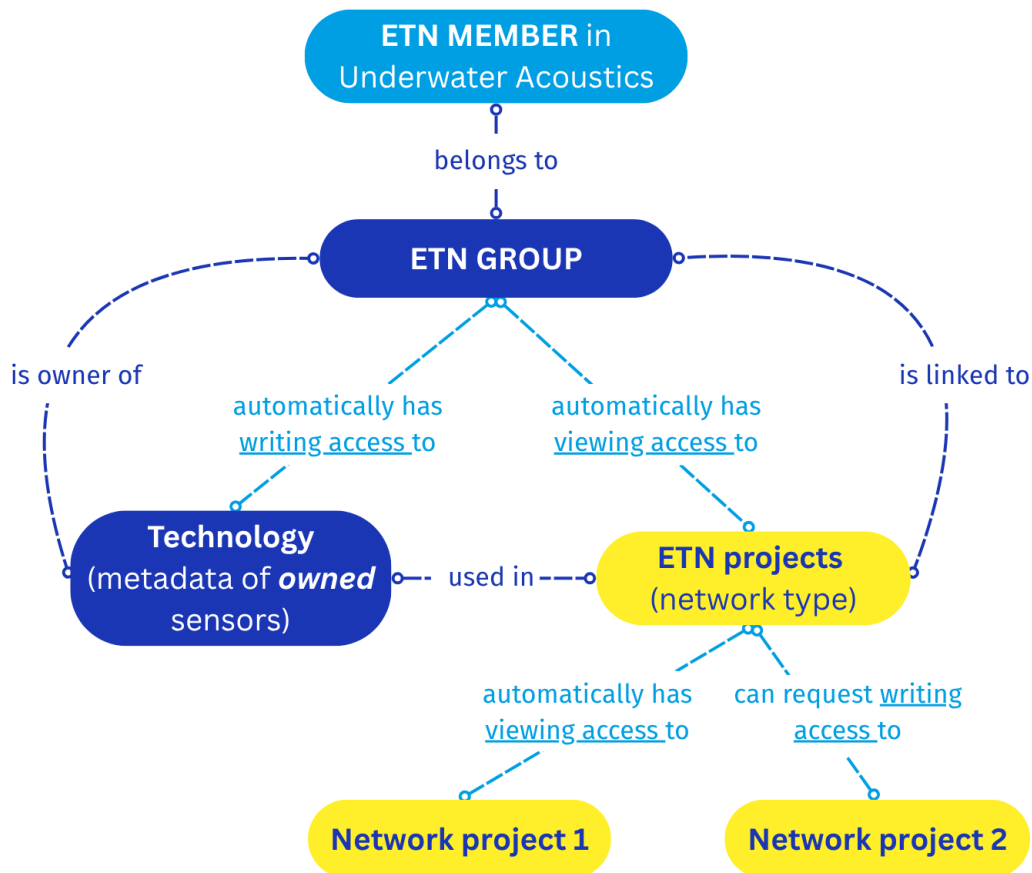 ETN MEMBER in
Underwater Acoustics
belongs to
ETN GROUP
is owner of
is linked to
automatically has
writing access to
automatically has
viewing access to
Technology
(metadada of owned
sensors)
used in
ETN projects
(network type)
automatically has
viewing access to
can request writing
access to
Network project 1
Network project 2